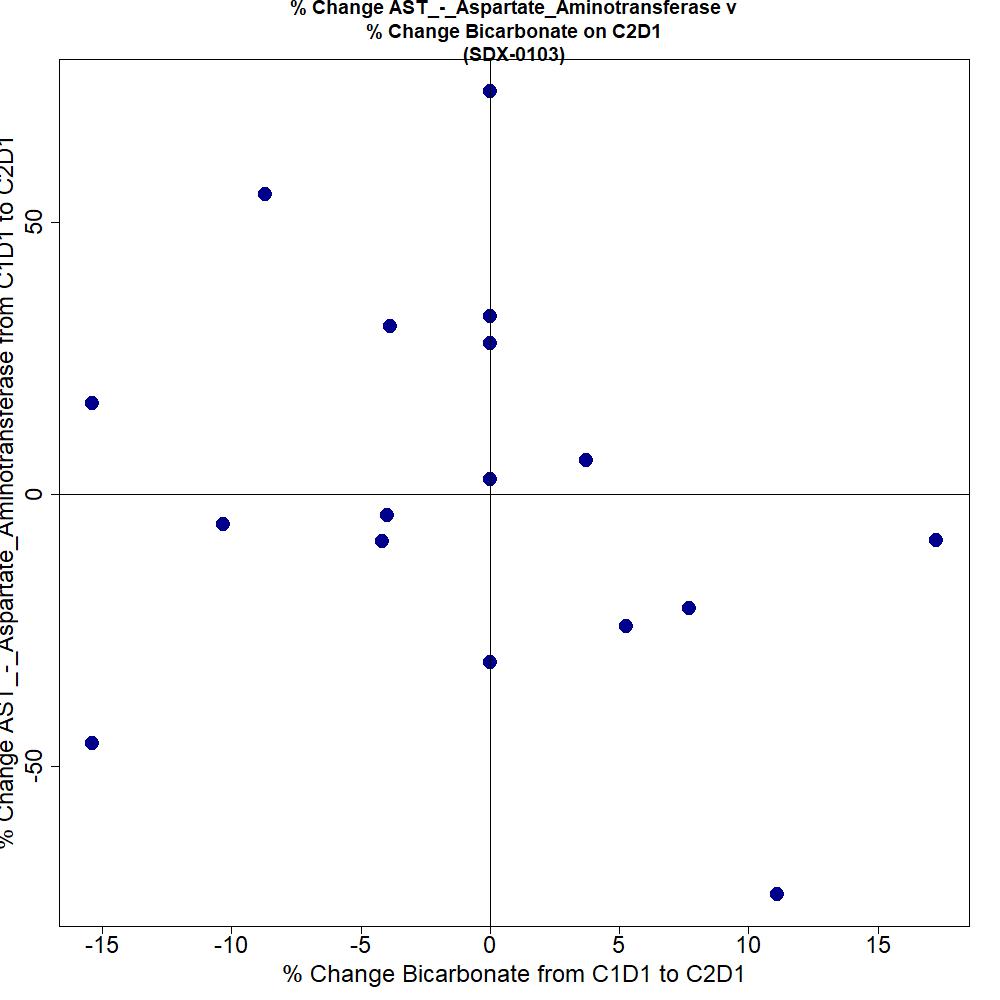 % Change AST_-_Aspartate_Aminotransferase v
% Change Bicarbonate on C2D1
(SDX-0103)
% Change AST_-_Aspartate_Aminotransferase from C1D1 to C2D1
50
0
-50
-15 -10 -5 0 5 10 15
% Change Bicarbonate from C1D1 to C2D1